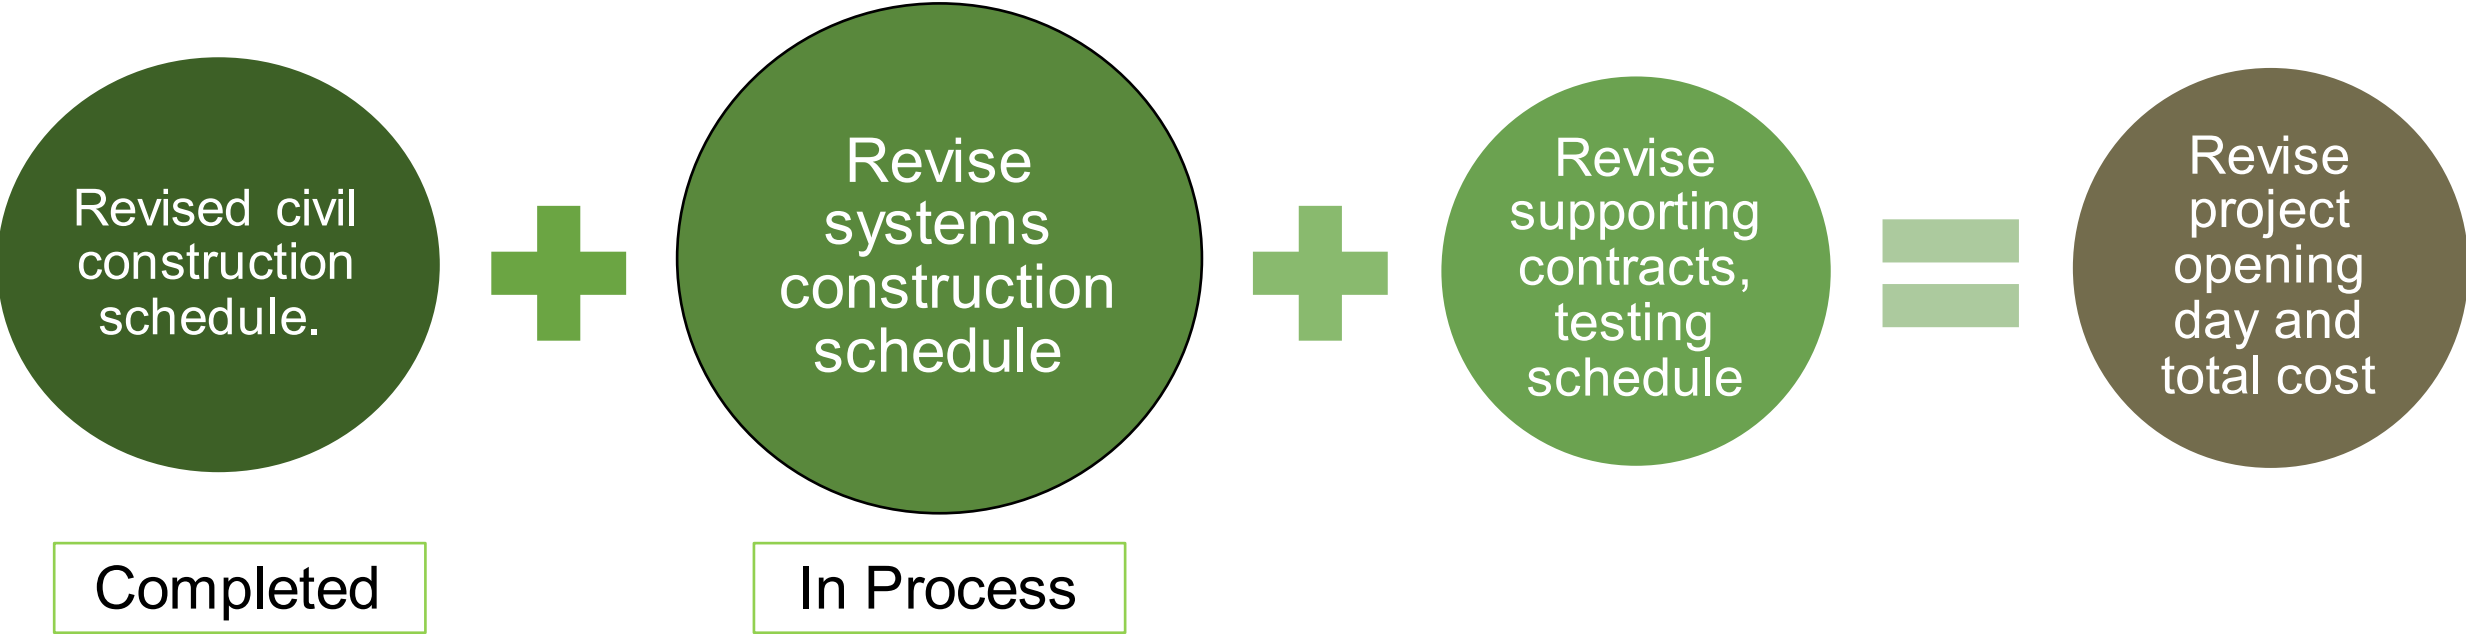 Revised civil
construction
schedule.
Completed
Revise
systems
construction
schedule
In Process
Revise
supporting
contracts,
testing
schedule
Revise
project
opening
day and
total cost